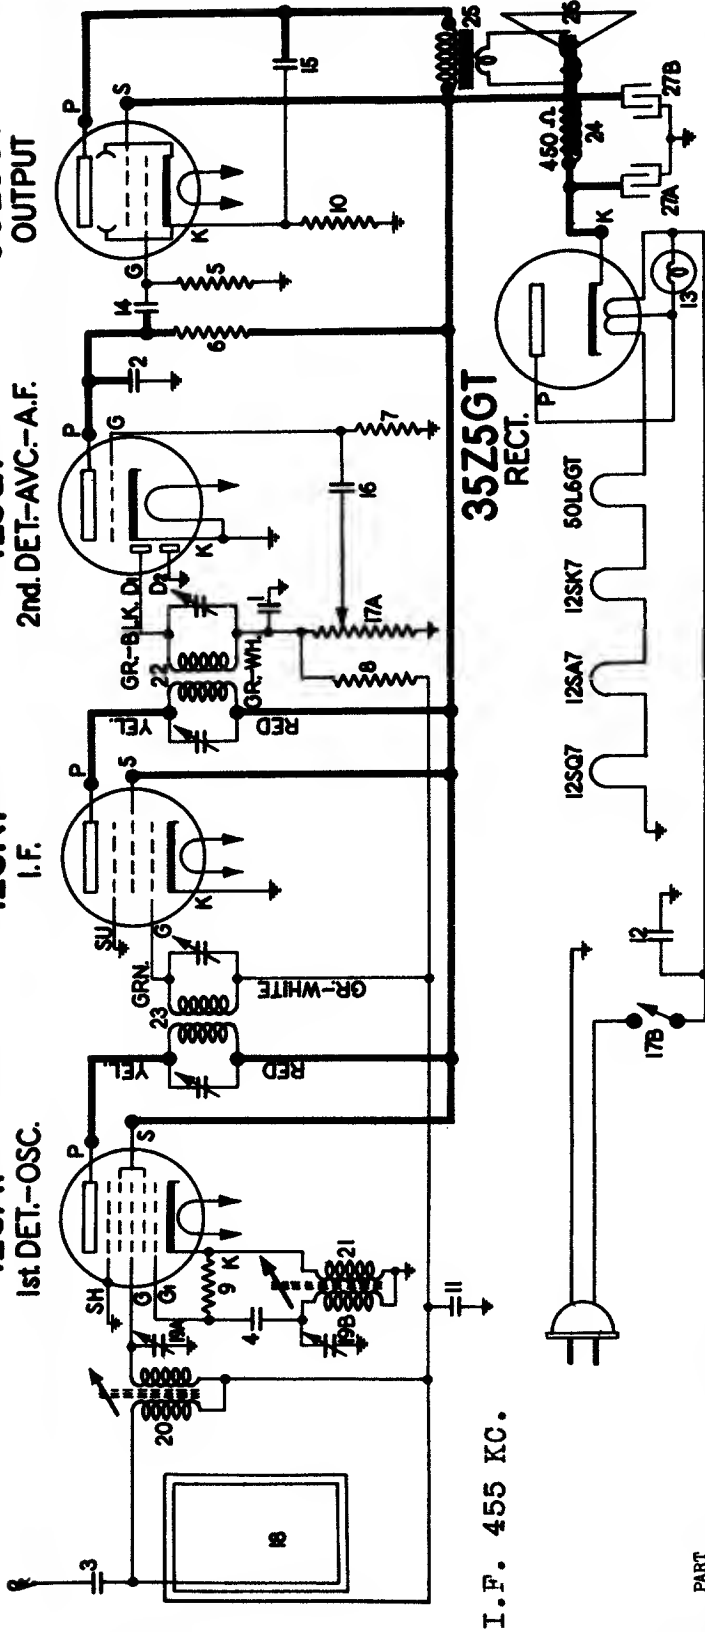 1st DET.-OSC.
I.F.
2nd. DET.-AVC.-A.F.
OUTPUT
P
SH
S
G
G1
K
3
18
20
19A
9
4
19B
21
11
YEL.
23
GRN.
RED
GR.-WHITE
P
SU
S
G
K
YEL.
22
GR.-BLK.
RED
GR.-WH.
1
8
17A
P
G
D1
D2
K
2
16
7
6
14
5
P
S
G
K
10
15
25
26
450 Ω
24
27A
27B
35Z5GT
RECT.
P
K
13
12SQ7
12SA7
12SK7
50L6GT
12
17B
I.F. 455 KC.
PART